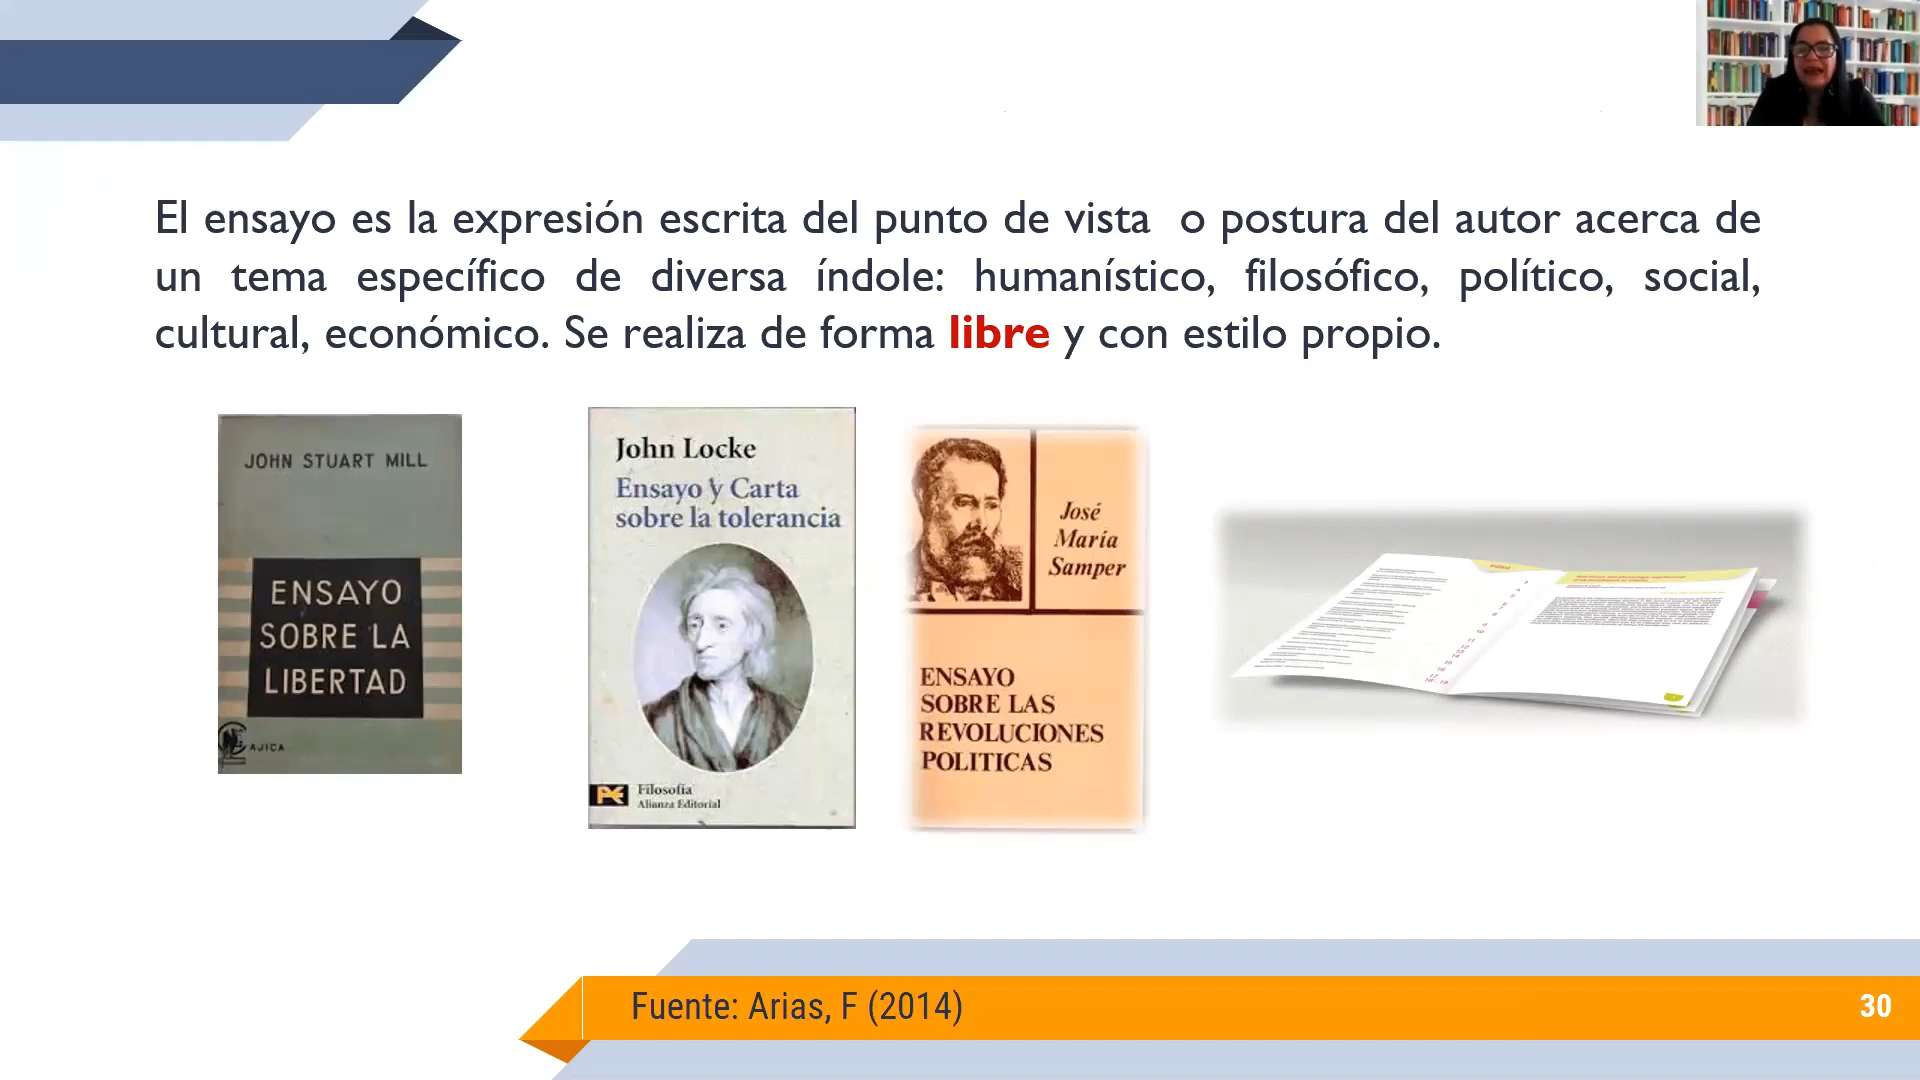 El ensayo es la expresión escrita del punto de vista o postura del autor acerca de
un tema específico de diversa índole: humanístico, filosófico, político, social,
cultural, económico. Se realiza de forma libre y con estilo propio.
JOHN STUART MILL
ENSAYO
SOBRE LA
LIBERTAD
AJICA
John Locke
Ensayo y Carta
sobre la tolerancia
Filosofía
Alianza Editorial
José
María
Samper
ENSAYO
SOBRE LAS
REVOLUCIONES
POLITICAS
Fuente: Arias, F (2014)
30